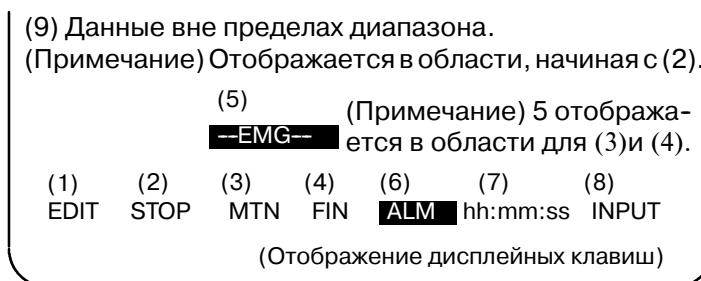 (9) Данные вне пределах диапазона.
(Примечание) Отображается в области, начиная с (2).
(5) (Примечание) 5 отобража-
--EMG-- ется в области для (3)и (4).
(1) (2) (3) (4) (6) (7) (8)
EDIT STOP MTN FIN ALM hh:mm:ss INPUT
(Отображение дисплейных клавиш)